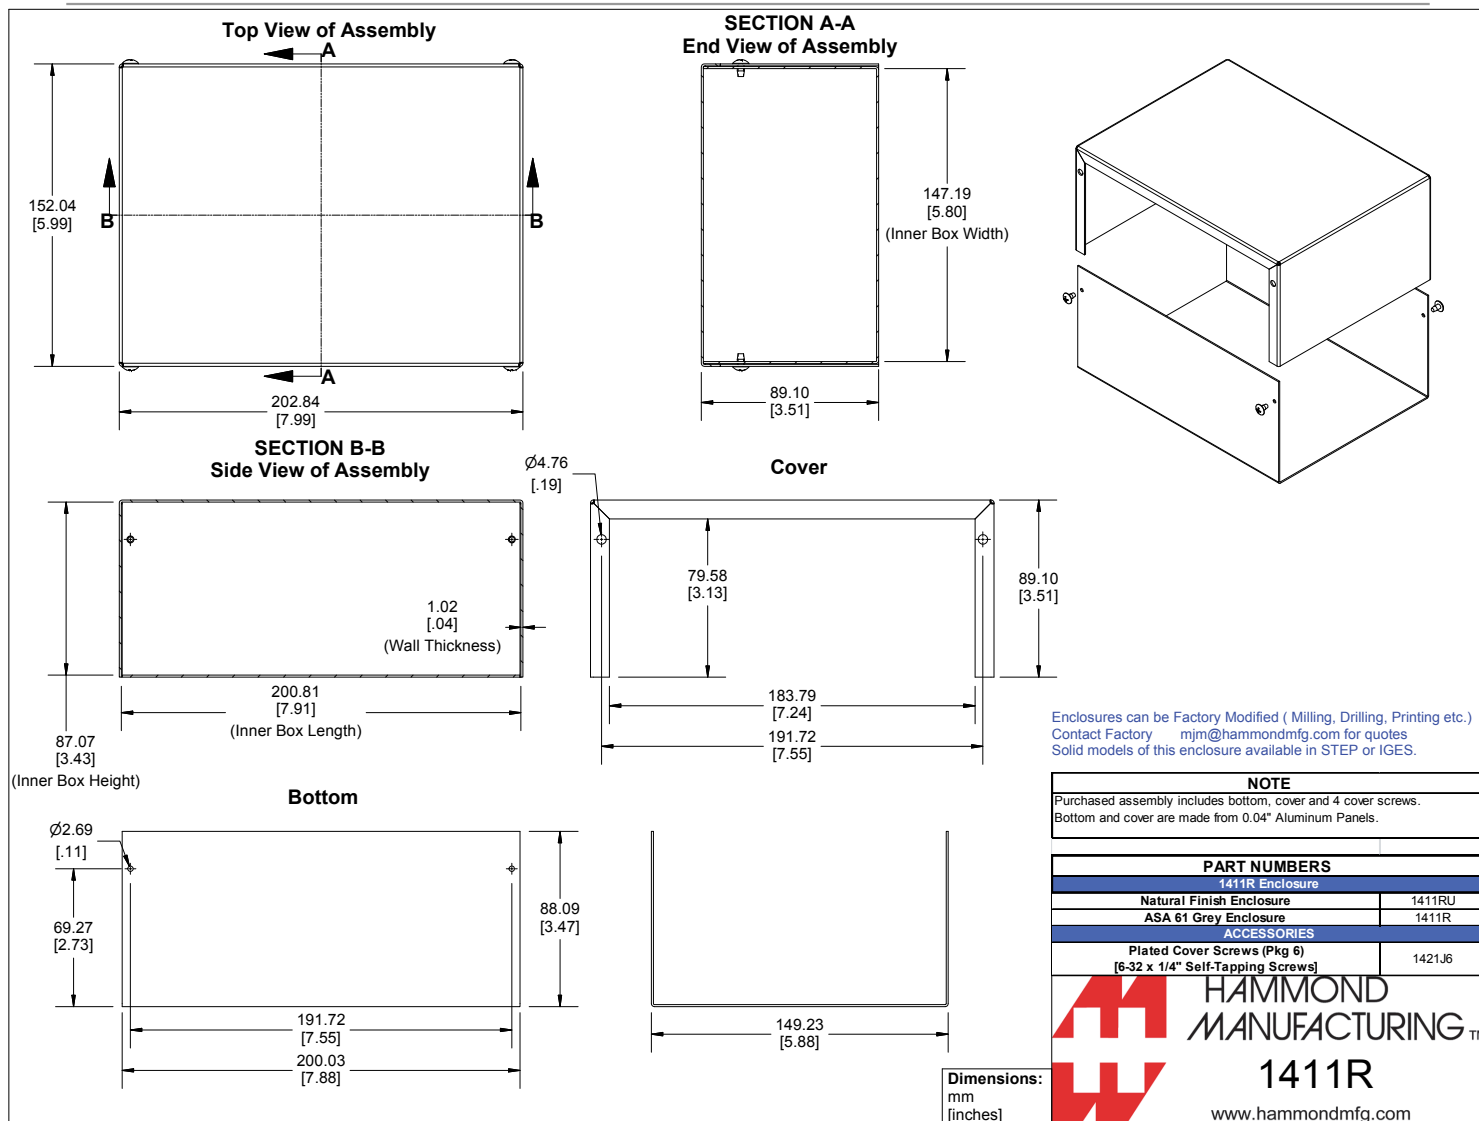 Top View of Assembly
A
152.04
[5.99]
B
B
A
202.84
[7.99]
SECTION A-A
End View of Assembly
147.19
[5.80]
(Inner Box Width)
89.10
[3.51]
SECTION B-B
Side View of Assembly
1.02
[.04]
(Wall Thickness)
200.81
[7.91]
(Inner Box Length)
87.07
[3.43]
(Inner Box Height)
Cover
Ø4.76
[.19]
79.58
[3.13]
89.10
[3.51]
183.79
[7.24]
191.72
[7.55]
Bottom
Ø2.69
[.11]
69.27
[2.73]
88.09
[3.47]
191.72
[7.55]
200.03
[7.88]
149.23
[5.88]
Enclosures can be Factory Modified ( Milling, Drilling, Printing etc.)
Contact Factory mjm@hammondmfg.com for quotes
Solid models of this enclosure available in STEP or IGES.
NOTE
Purchased assembly includes bottom, cover and 4 cover screws.
Bottom and cover are made from 0.04" Aluminum Panels.
PART NUMBERS
1411R Enclosure
Natural Finish Enclosure 1411RU
ASA 61 Grey Enclosure 1411R
ACCESSORIES
Plated Cover Screws (Pkg 6)
[6-32 x 1/4" Self-Tapping Screws] 1421J6
HAMMOND
MANUFACTURING TM
1411R
www.hammondmfg.com
Dimensions:
mm
[inches]